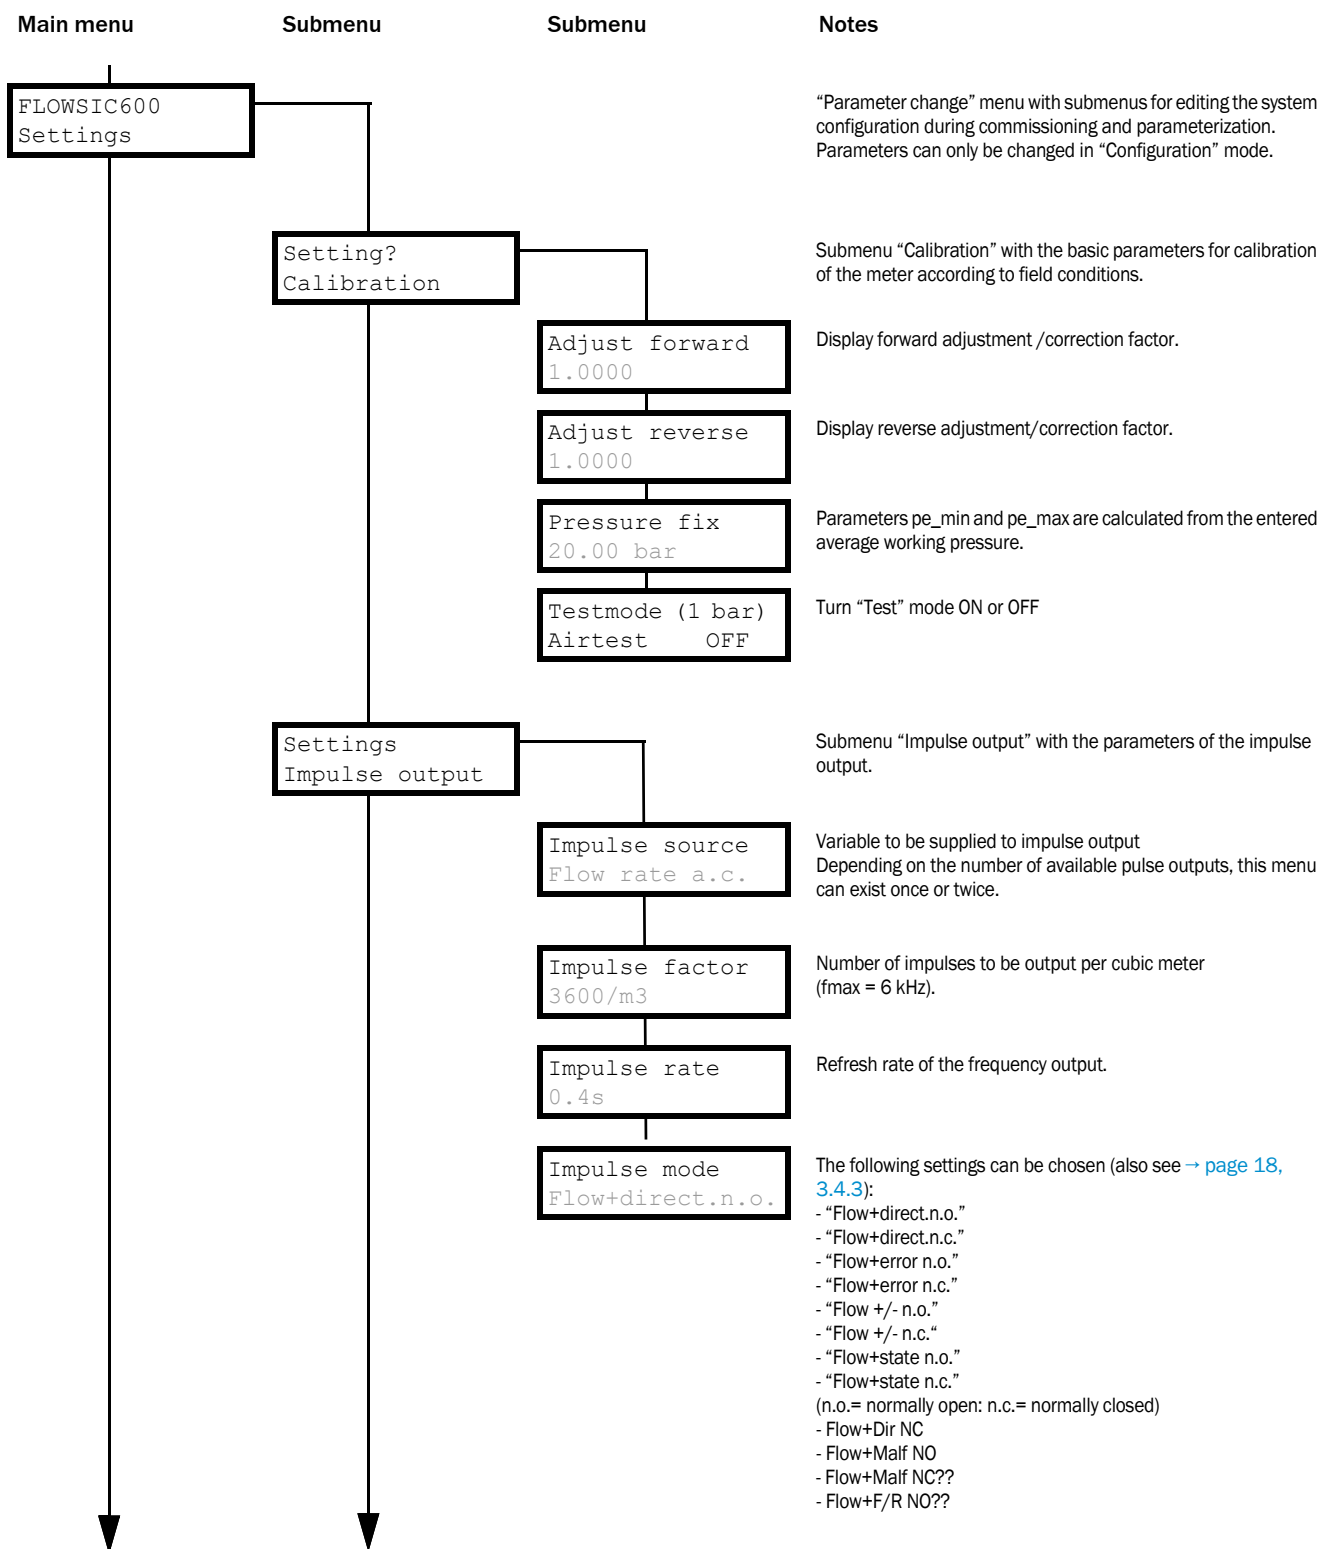 Main menu
Submenu
Submenu
Notes
FLOWSIC600
Settings
“Parameter change” menu with submenus for editing the system
configuration during commissioning and parameterization.
Parameters can only be changed in “Configuration” mode.
Setting?
Calibration
Submenu “Calibration” with the basic parameters for calibration
of the meter according to field conditions.
Adjust forward
1.0000
Display forward adjustment /correction factor.
Adjust reverse
1.0000
Display reverse adjustment/correction factor.
Pressure fix
20.00 bar
Parameters pe_min and pe_max are calculated from the entered
average working pressure.
Testmode (1 bar)
Airtest OFF
Turn “Test” mode ON or OFF
Settings
Impulse output
Submenu “Impulse output” with the parameters of the impulse
output.
Impulse source
Flow rate a.c.
Variable to be supplied to impulse output
Depending on the number of available pulse outputs, this menu
can exist once or twice.
Impulse factor
3600/m3
Number of impulses to be output per cubic meter
(fmax = 6 kHz).
Impulse rate
0.4s
Refresh rate of the frequency output.
Impulse mode
Flow+direct.n.o.
The following settings can be chosen (also see → page 18,
3.4.3):
- “Flow+direct.n.o.”
- “Flow+direct.n.c.”
- “Flow+error n.o.”
- “Flow+error n.c.”
- “Flow +/- n.o.”
- “Flow +/- n.c.“
- “Flow+state n.o.”
- “Flow+state n.c.”
(n.o.= normally open: n.c.= normally closed)
- Flow+Dir NC
- Flow+Malf NO
- Flow+Malf NC??
- Flow+F/R NO??